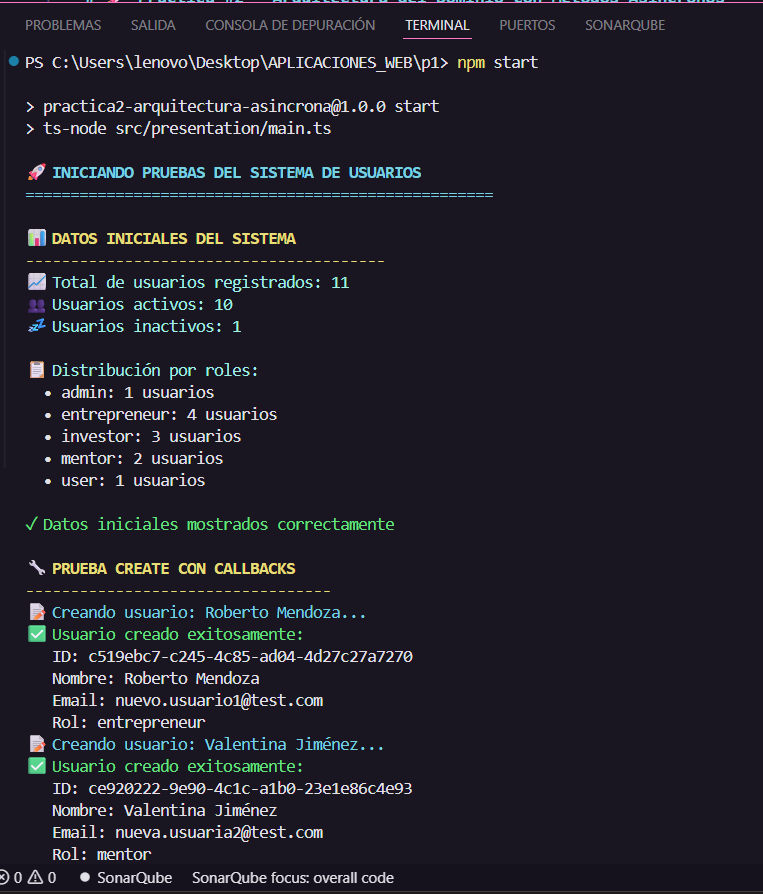 PROBLEMAS SALIDA CONSOLA DE DEPURACIÓN TERMINAL PUERTOS SONARQUBE
PS C:\Users\lenovo\Desktop\APLICACIONES_WEB\p1> npm start
> practica2-arquitectura-asincrona@1.0.0 start
> ts-node src/presentation/main.ts
🚀 INICIANDO PRUEBAS DEL SISTEMA DE USUARIOS
====================================================
📊 DATOS INICIALES DEL SISTEMA
----------------------------------------
📈 Total de usuarios registrados: 11
👥 Usuarios activos: 10
💤 Usuarios inactivos: 1
📋 Distribución por roles:
• admin: 1 usuarios
• entrepreneur: 4 usuarios
• investor: 3 usuarios
• mentor: 2 usuarios
• user: 1 usuarios
✓ Datos iniciales mostrados correctamente
🔧 PRUEBA CREATE CON CALLBACKS
----------------------------------
📝 Creando usuario: Roberto Mendoza...
✅ Usuario creado exitosamente:
ID: c519ebc7-c245-4c85-ad04-4d27c27a7270
Nombre: Roberto Mendoza
Email: nuevo.usuario1@test.com
Rol: entrepreneur
📝 Creando usuario: Valentina Jiménez...
✅ Usuario creado exitosamente:
ID: ce920222-9e90-4c1c-a1b0-23e1e86c4e93
Nombre: Valentina Jiménez
Email: nueva.usuaria2@test.com
Rol: mentor
0 0 SonarQube SonarQube focus: overall code